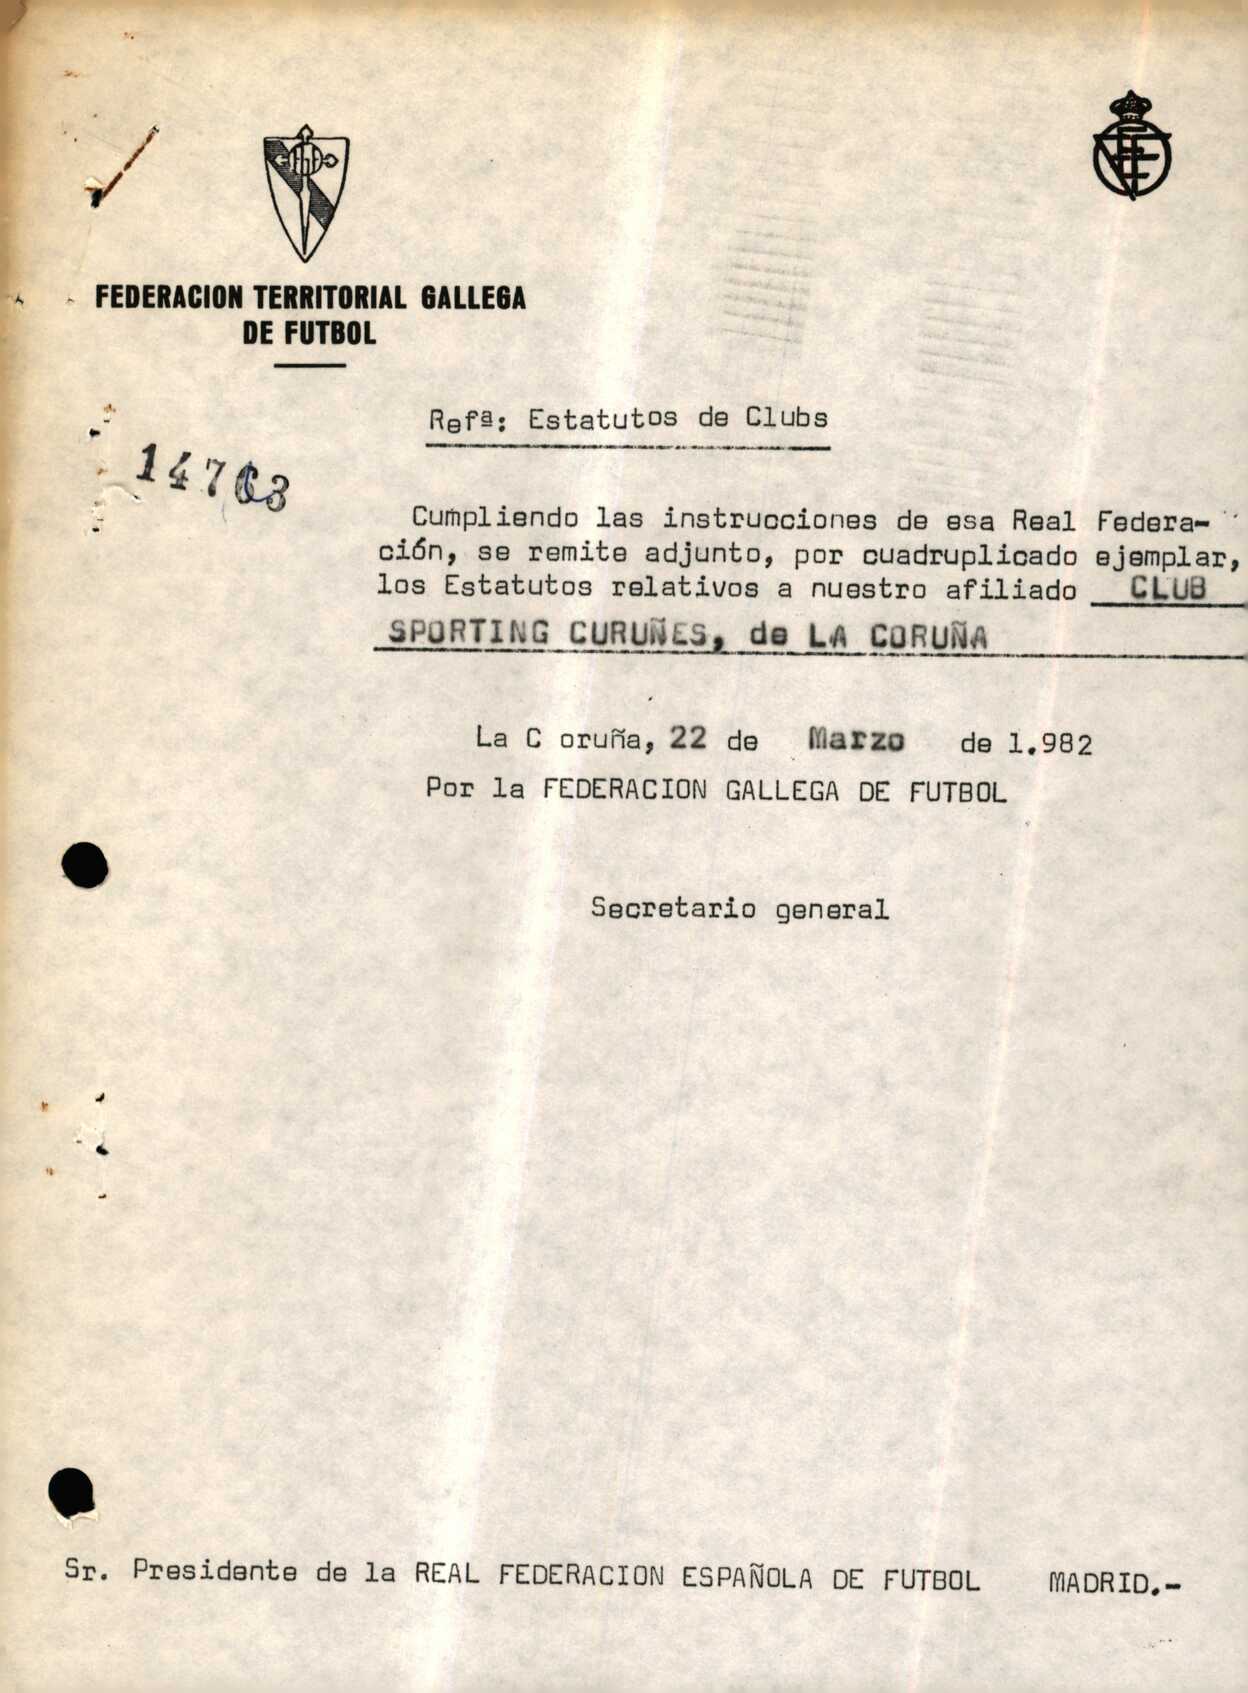 FEDERACION TERRITORIAL GALLEGA
DE FUTBOL
Refª: Estatutos de Clubs
Cumpliendo las instrucciones de esa Real Federa-
ción, se remite adjunto, por cuadruplicado ejemplar,
los Estatutos relativos a nuestro afiliado CLUB
SPORTING CURUÑES, de LA CORUÑA
La C oruña, 22 de Marzo de 1.982
Por la FEDERACION GALLEGA DE FUTBOL
Secretario general
Sr. Presidente de la REAL FEDERACION ESPAÑOLA DE FUTBOL MADRID.-